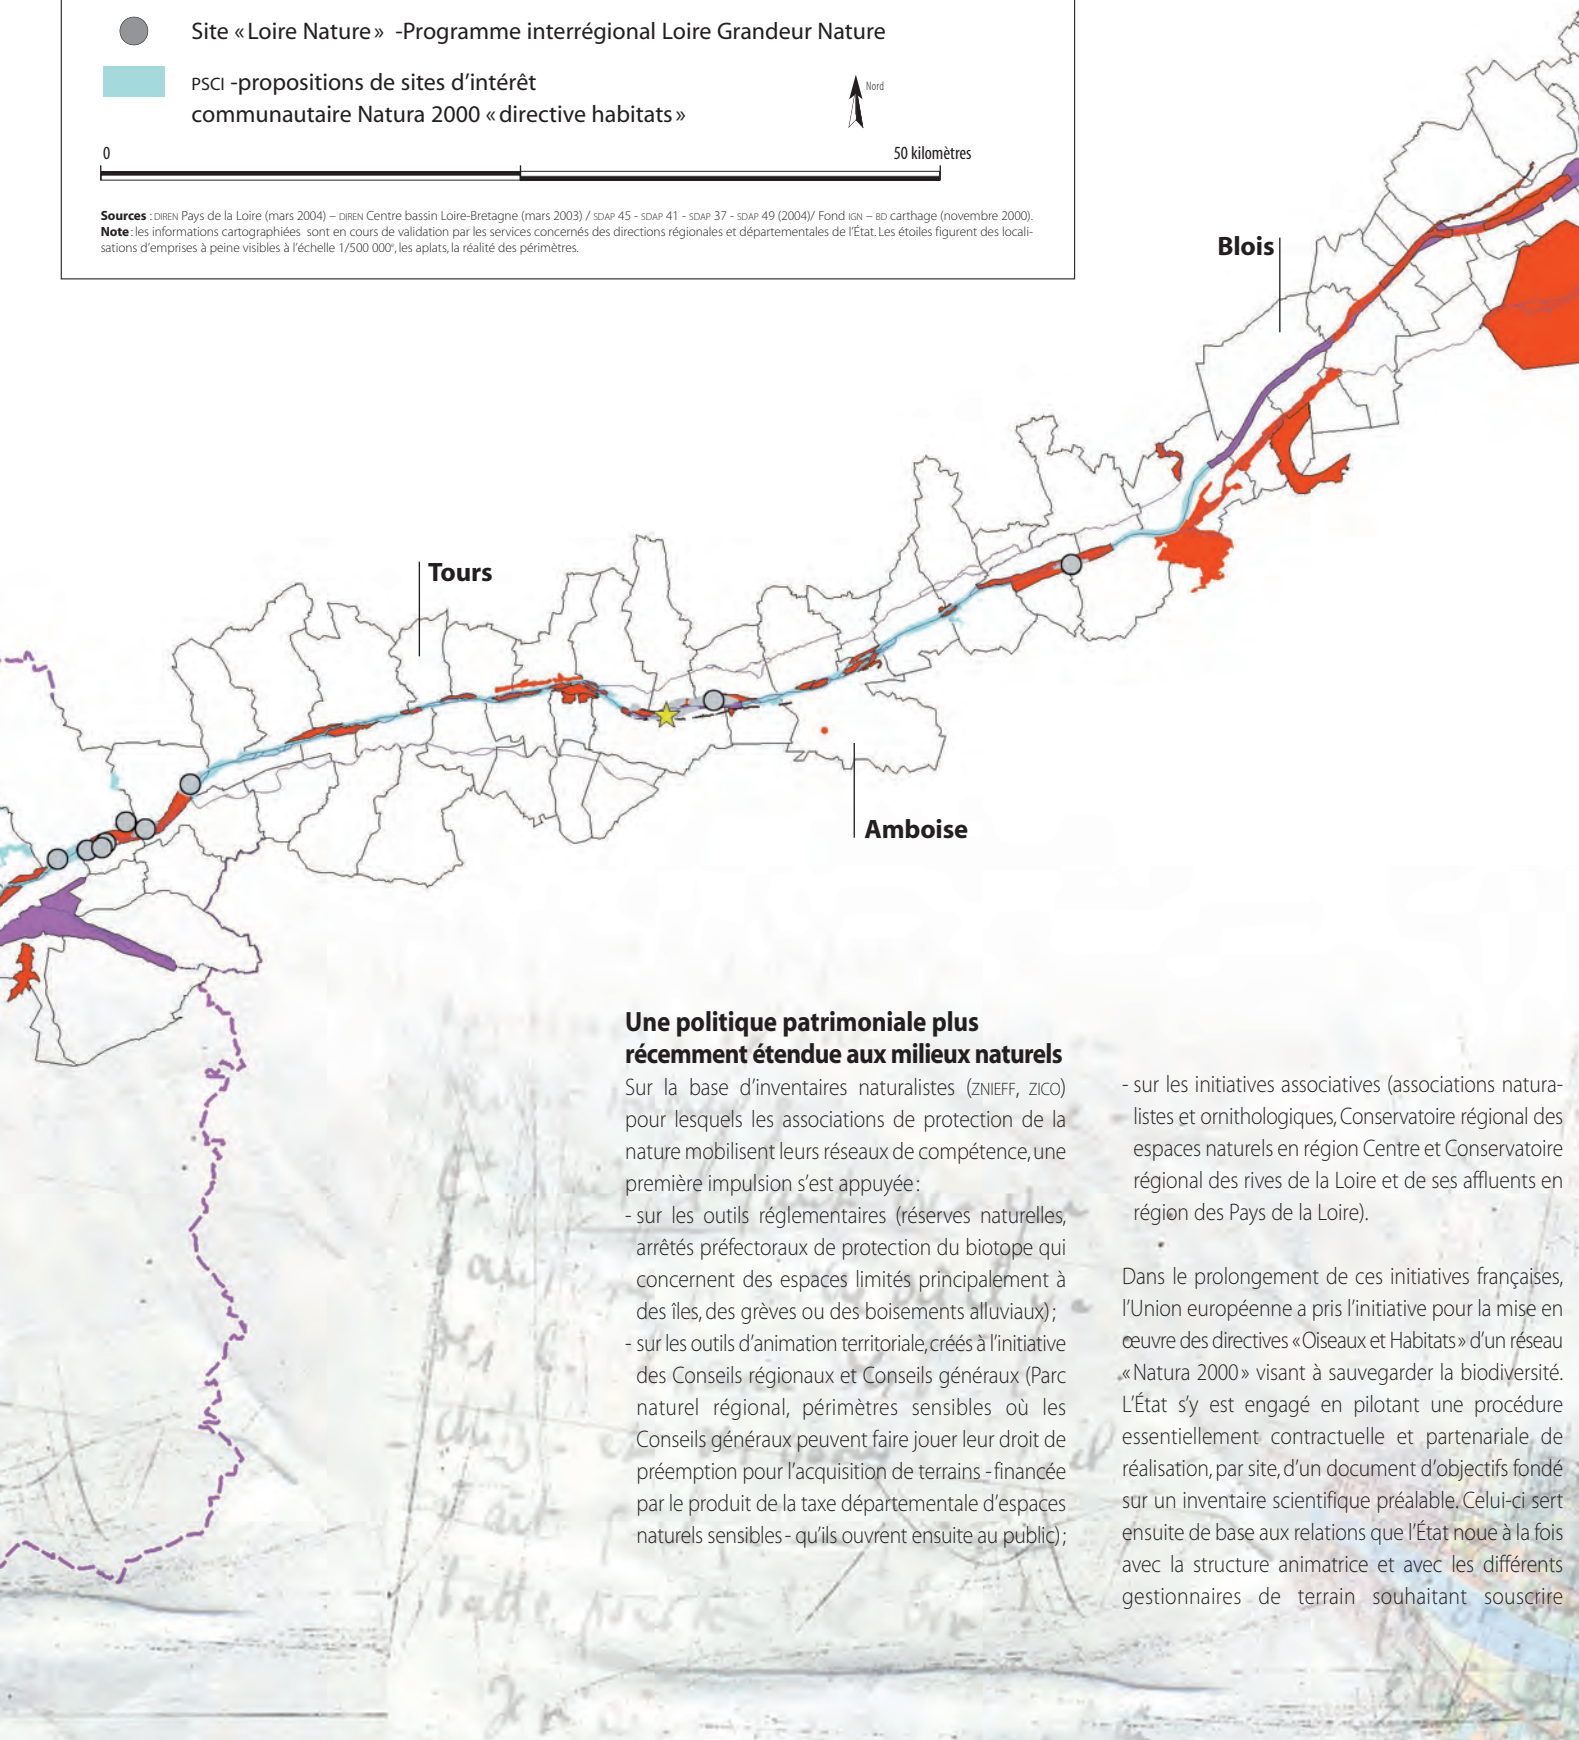 Site «Loire Nature» -Programme interrégional Loire Grandeur Nature
PSCI -propositions de sites d’intérêt
communautaire Natura 2000 «directive habitats»
Nord
0 50 kilomètres
Sources : DIREN Pays de la Loire (mars 2004) – DIREN Centre bassin Loire-Bretagne (mars 2003) / SDAP 45 - SDAP 41 - SDAP 37 - SDAP 49 (2004)/ Fond IGN – BD carthage (novembre 2000).
Note : les informations cartographiées sont en cours de validation par les services concernés des directions régionales et départementales de l’État. Les étoiles figurent des locali-
sations d’emprises à peine visibles à l’échelle 1/500 000e, les aplats, la réalité des périmètres.
Blois
Tours
Amboise
Une politique patrimoniale plus
récemment étendue aux milieux naturels
Sur la base d’inventaires naturalistes (ZNIEFF, ZICO)
pour lesquels les associations de protection de la
nature mobilisent leurs réseaux de compétence, une
première impulsion s’est appuyée :
- sur les outils réglementaires (réserves naturelles,
arrêtés préfectoraux de protection du biotope qui
concernent des espaces limités principalement à
des îles, des grèves ou des boisements alluviaux) ;
- sur les outils d’animation territoriale, créés à l’initiative
des Conseils régionaux et Conseils généraux (Parc
naturel régional, périmètres sensibles où les
Conseils généraux peuvent faire jouer leur droit de
préemption pour l’acquisition de terrains - financée
par le produit de la taxe départementale d’espaces
naturels sensibles - qu’ils ouvrent ensuite au public) ;
- sur les initiatives associatives (associations natura-
listes et ornithologiques, Conservatoire régional des
espaces naturels en région Centre et Conservatoire
régional des rives de la Loire et de ses affluents en
région des Pays de la Loire).
Dans le prolongement de ces initiatives françaises,
l’Union européenne a pris l’initiative pour la mise en
œuvre des directives «Oiseaux et Habitats» d’un réseau
«Natura 2000» visant à sauvegarder la biodiversité.
L’État s’y est engagé en pilotant une procédure
essentiellement contractuelle et partenariale de
réalisation, par site, d’un document d’objectifs fondé
sur un inventaire scientifique préalable. Celui-ci sert
ensuite de base aux relations que l’État noue à la fois
avec la structure animatrice et avec les différents
gestionnaires de terrain souhaitant souscrire